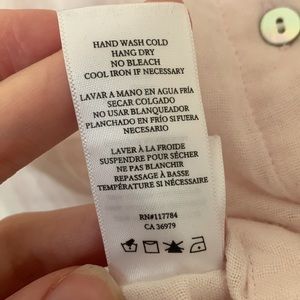 HAND WASH COLD
HANG DRY
NO BLEACH
COOL IRON IF NECESSARY
LAVAR A MANO EN AGUA FRÍA
SECAR COLGADO
NO USAR BLANQUEADOR
PLANCHADO EN FRÍO SI FUERA
NECESARIO
LAVER À LA FROIDE
SUSPENDRE POUR SÉCHER
NE PAS BLANCHIR
REPASSAGE À BASSE
TEMPÉRATURE SI NÉCESSAIRE
RN#117784
CA 36979